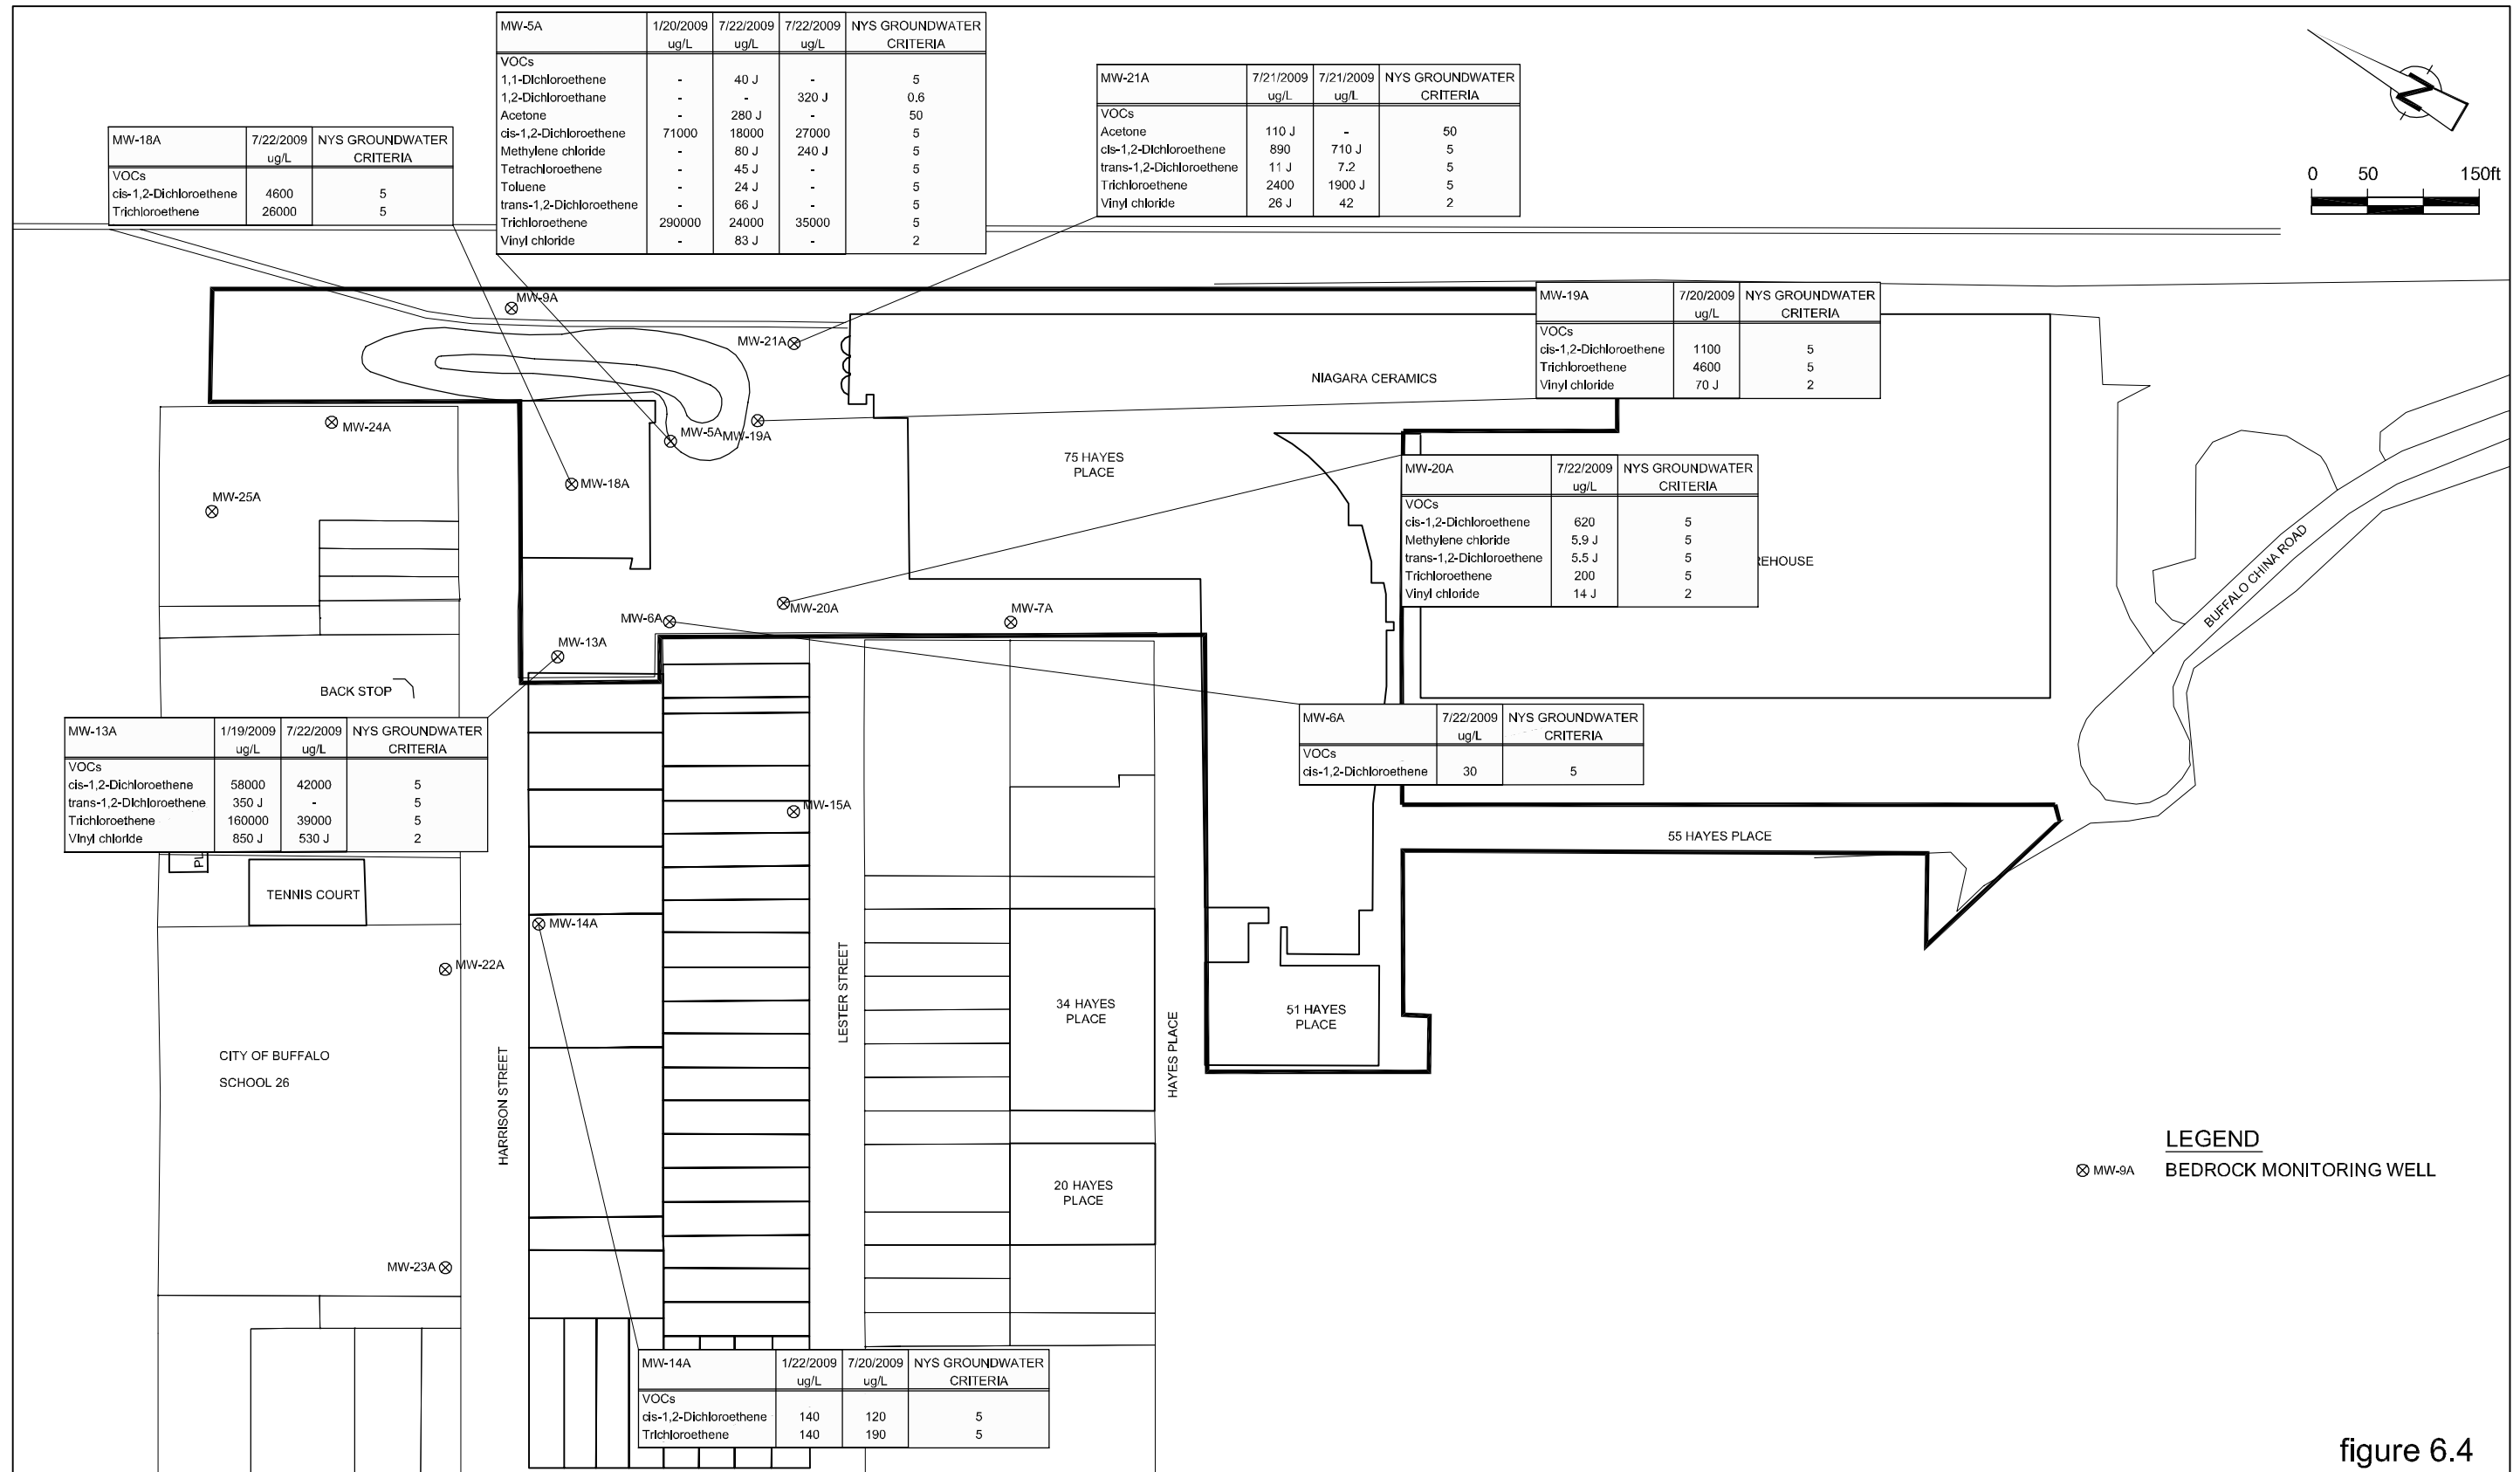 MW-5A 1/20/2009 7/22/2009 7/22/2009 NYS GROUNDWATER
ug/L ug/L ug/L CRITERIA
VOCs
1,1-Dichloroethene - 40 J - 5
1,2-Dichloroethane - - 320 J 0.6
Acetone - 280 J - 50
cis-1,2-Dichloroethene 71000 18000 27000 5
Methylene chloride - 80 J 240 J 5
Tetrachloroethene - 45 J - 5
Toluene - 24 J - 5
trans-1,2-Dichloroethene - 66 J - 5
Trichloroethene 290000 24000 35000 5
Vinyl chloride - 83 J - 2
MW-21A 7/21/2009 7/21/2009 NYS GROUNDWATER
ug/L ug/L CRITERIA
VOCs
Acetone 110 J - 50
cis-1,2-Dichloroethene 890 710 J 5
trans-1,2-Dichloroethene 11 J 7.2 5
Trichloroethene 2400 1900 J 5
Vinyl chloride 26 J 42 2
N
0 50 150ft
MW-18A 7/22/2009 NYS GROUNDWATER
ug/L CRITERIA
VOCs
cis-1,2-Dichloroethene 4600 5
Trichloroethene 26000 5
MW-19A 7/20/2009 NYS GROUNDWATER
ug/L CRITERIA
VOCs
cis-1,2-Dichloroethene 1100 5
Trichloroethene 4600 5
Vinyl chloride 70 J 2
MW-9A
MW-21A
NIAGARA CERAMICS
MW-24A
MW-5A
MW-19A
75 HAYES
PLACE
MW-18A
MW-25A
MW-20A 7/22/2009 NYS GROUNDWATER
ug/L CRITERIA
VOCs
cis-1,2-Dichloroethene 620 5
Methylene chloride 5.9 J 5
trans-1,2-Dichloroethene 5.5 J 5
Trichloroethene 200 5
Vinyl chloride 14 J 2
REHOUSE
BUFFALO CHINA ROAD
MW-20A
MW-7A
MW-6A
MW-13A
BACK STOP
MW-13A 1/19/2009 7/22/2009 NYS GROUNDWATER
ug/L ug/L CRITERIA
VOCs
cis-1,2-Dichloroethene 58000 42000 5
trans-1,2-Dichloroethene 350 J - 5
Trichloroethene 160000 39000 5
Vinyl chloride 850 J 530 J 2
MW-6A 7/22/2009 NYS GROUNDWATER
ug/L CRITERIA
VOCs
cis-1,2-Dichloroethene 30 5
MW-15A
55 HAYES PLACE
PL
TENNIS COURT
MW-14A
MW-22A
LESTER STREET
34 HAYES
PLACE
51 HAYES
PLACE
HAYES PLACE
CITY OF BUFFALO
SCHOOL 26
HARRISON STREET
20 HAYES
PLACE
LEGEND
MW-9A BEDROCK MONITORING WELL
MW-23A
MW-14A 1/22/2009 7/20/2009 NYS GROUNDWATER
ug/L ug/L CRITERIA
VOCs
cis-1,2-Dichloroethene 140 120 5
Trichloroethene 140 190 5
figure 6.4